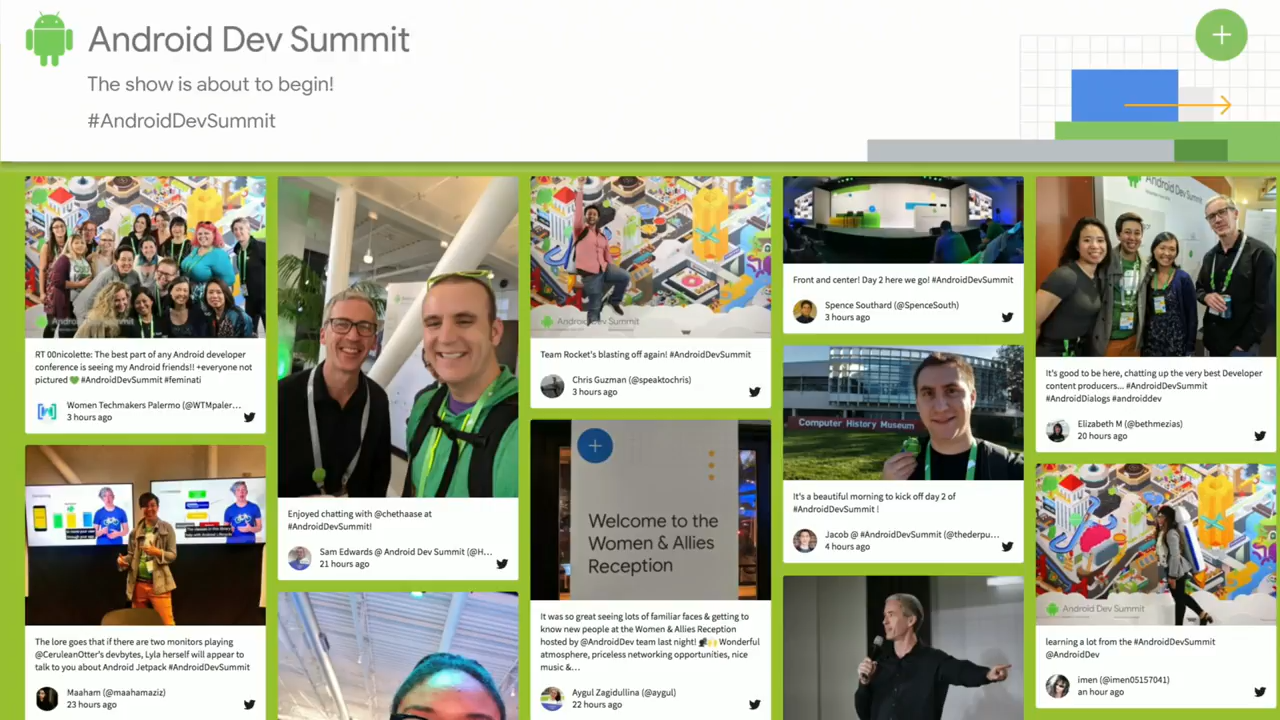 Android Dev Summit
The show is about to begin!
#AndroidDevSummit
Android Dev Summit
RT 00nicolette: The best part of any Android developer
conference is seeing my Android friends!! +everyone not
pictured 💚 #AndroidDevSummit #feminati
Women Techmakers Palermo (@WTMpaler...
3 hours ago
The lore goes that if there are two monitors playing
@CeruleanOtter's devbytes, Lyla herself will appear to
talk to you about Android Jetpack #AndroidDevSummit
Maaham (@maahamaziz)
23 hours ago
Enjoyed chatting with @chethaase at
#AndroidDevSummit!
Sam Edwards @ Android Dev Summit (@H...
21 hours ago
Android Dev Summit
Team Rocket's blasting off again! #AndroidDevSummit
Chris Guzman (@speaktochris)
3 hours ago
Welcome to the
Women & Allies
Reception
It was so great seeing lots of familiar faces & getting to
know new people at the Women & Allies Reception
hosted by @AndroidDev team last night! 🙌 Wonderful
atmosphere, priceless networking opportunities, nice
music &...
Aygul Zagidullina (@aygul)
22 hours ago
Front and center! Day 2 here we go! #AndroidDevSummit
Spence Southard (@SpenceSouth)
3 hours ago
Computer History Museum
It's a beautiful morning to kick off day 2 of
#AndroidDevSummit !
Jacob @ #AndroidDevSummit (@thederpu...
4 hours ago
Android Dev Summit
It's good to be here, chatting up the very best Developer
content producers... #AndroidDevSummit
#AndroidDialogs #androiddev
Elizabeth M (@bethmezias)
20 hours ago
Android Dev Summit
learning a lot from the #AndroidDevSummit
@AndroidDev
imen (@imen05157041)
an hour ago